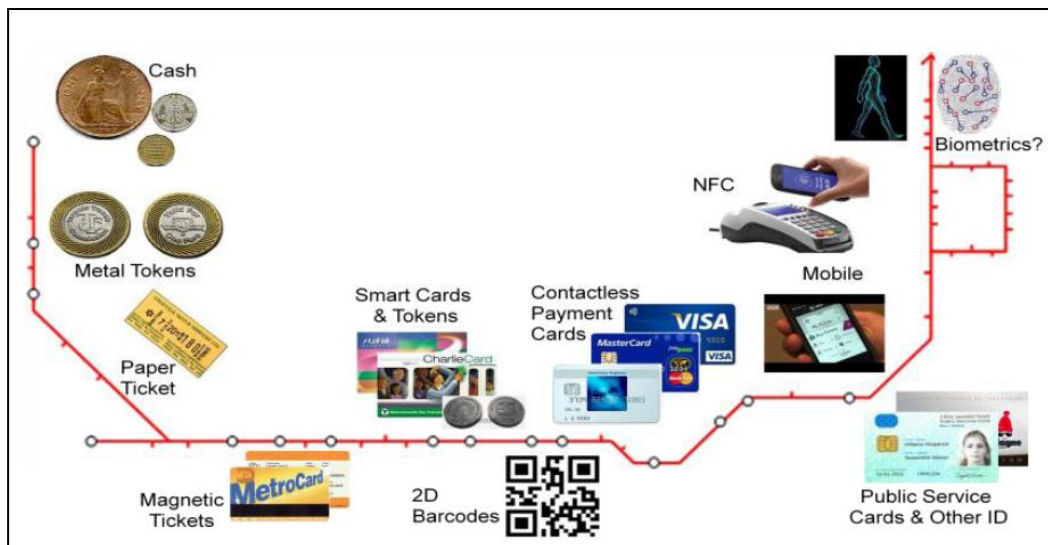 Cash
Metal Tokens
Paper
Ticket
Magnetic
Tickets
MetroCard
Smart Cards
& Tokens
CharlieCard
2D
Barcodes
Contactless
Payment
Cards
VISA
VISA
MasterCard
NFC
Mobile
Biometrics?
Public Service
Cards & Other ID